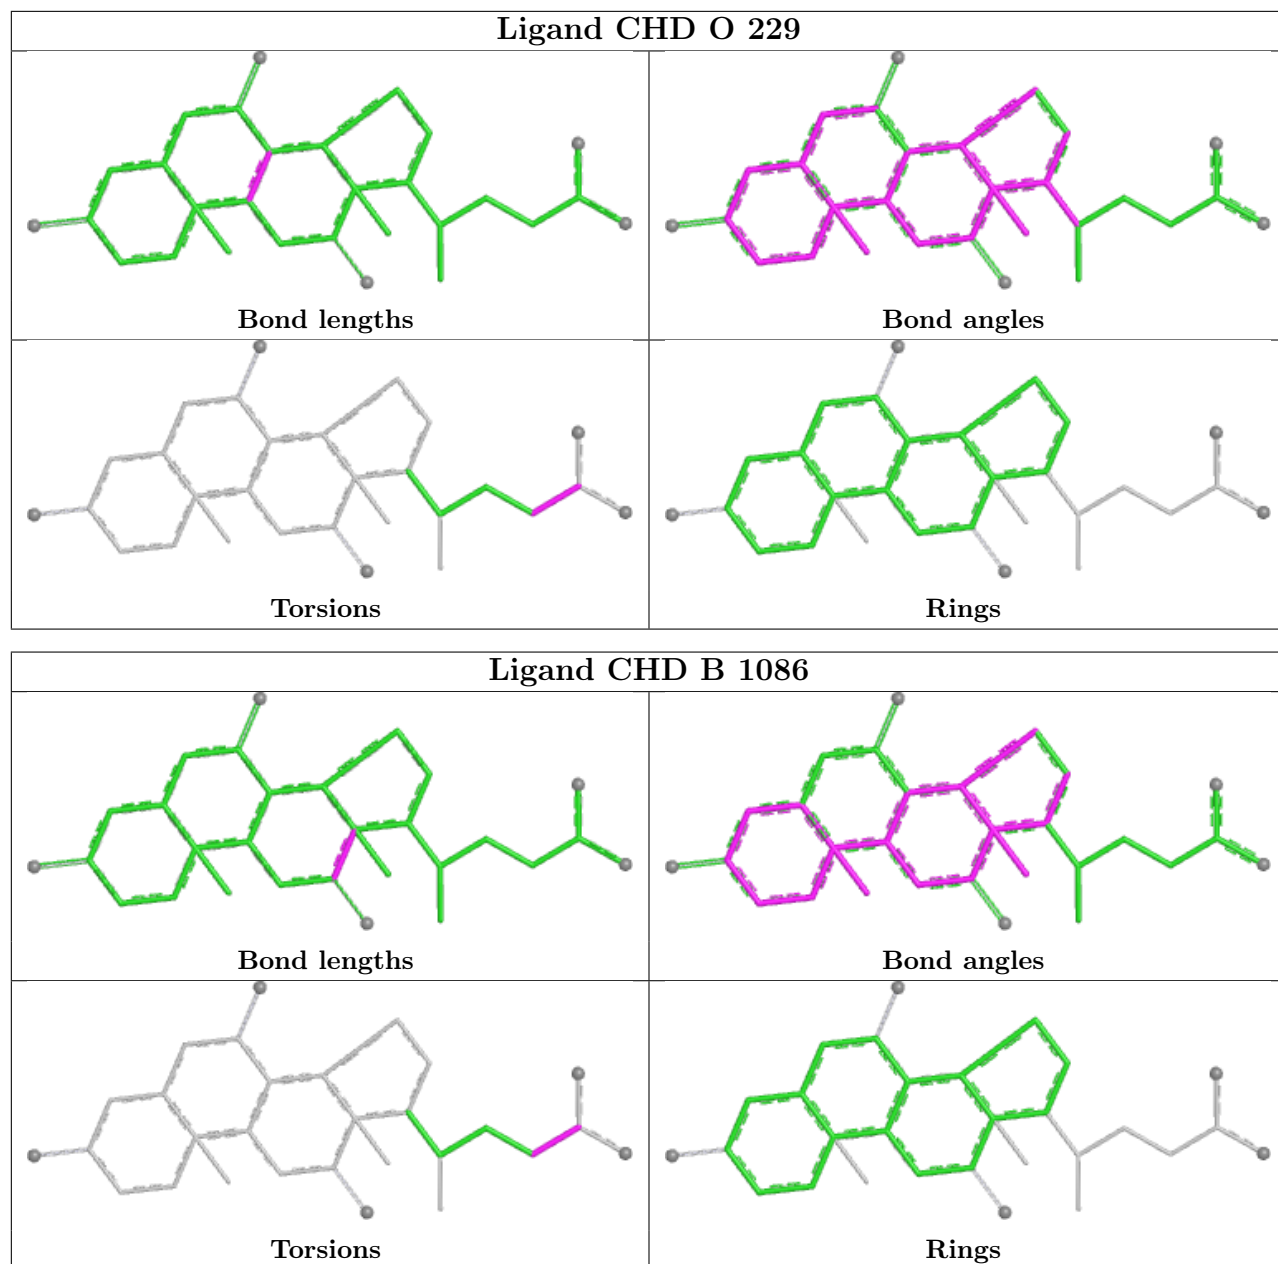 Ligand CHD O 229
Bond lengths
Bond angles
Torsions
Rings
Ligand CHD B 1086
Bond lengths
Bond angles
Torsions
Rings